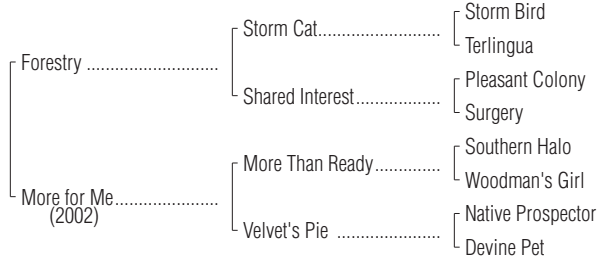 Storm Bird
Storm Cat..............................
Terlingua
Forestry ................................
Pleasant Colony
Shared Interest.....................
Surgery
Southern Halo
More Than Ready................
Woodman's Girl
More for Me.........................
(2002)
Native Prospector
Velvet's Pie .........................
Devine Pet